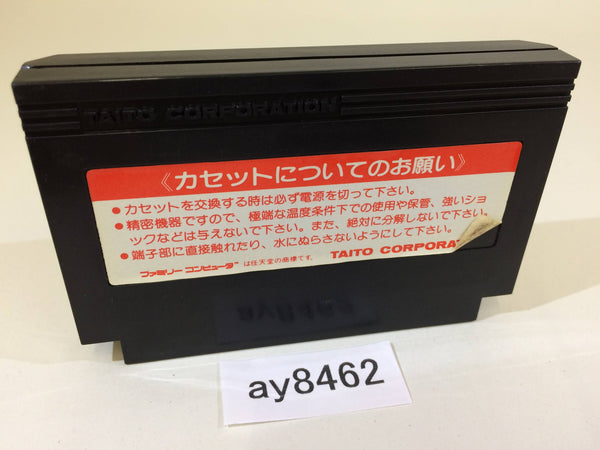 TAITO CORPORATION
《カセットについてのお願い》
● カセットを交換する時は必ず電源を切って下さい。
● 精密機器ですので、極端な温度条件下での使用や保管、強いショ
ックなどは与えないで下さい。また、絶対に分解しないで下さい。
● 端子部に直接触れたり、水にぬらさないようにして下さい。
ファミリーコンピュータ™ は任天堂の商標です。 TAITO CORPORA
ay8462